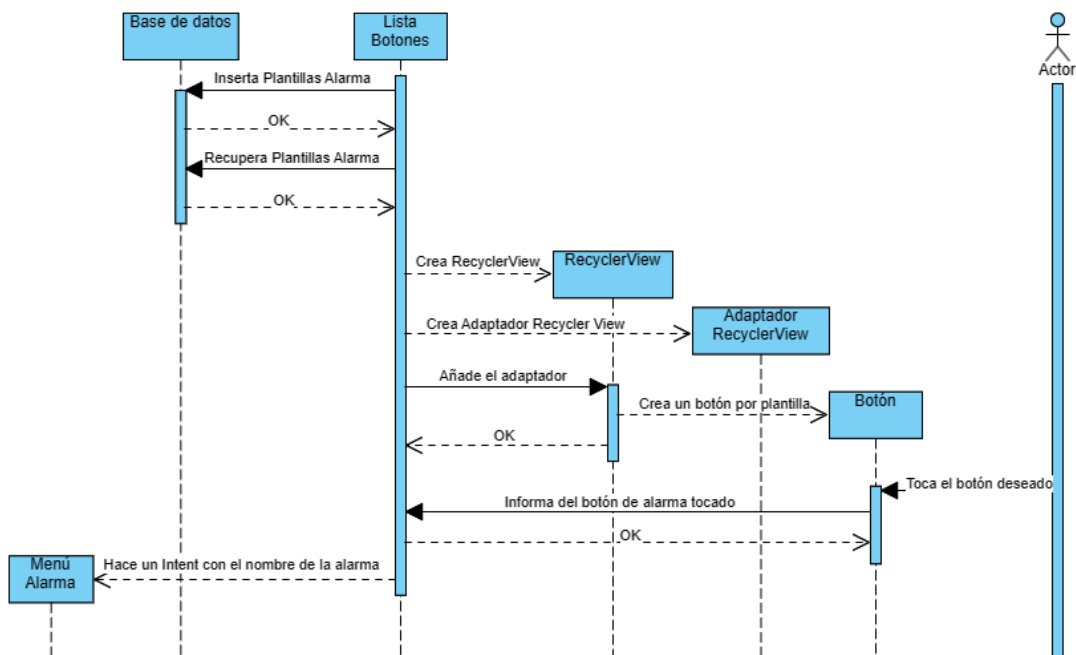 Base de datos
Lista
Botones
Actor
Inserta Plantillas Alarma
OK
Recupera Plantillas Alarma
OK
Crea RecyclerView
RecyclerView
Crea Adaptador Recycler View
Adaptador
RecyclerView
Añade el adaptador
Crea un botón por plantilla
Botón
OK
Toca el botón deseado
Informa del botón de alarma tocado
OK
Menú
Alarma
Hace un Intent con el nombre de la alarma